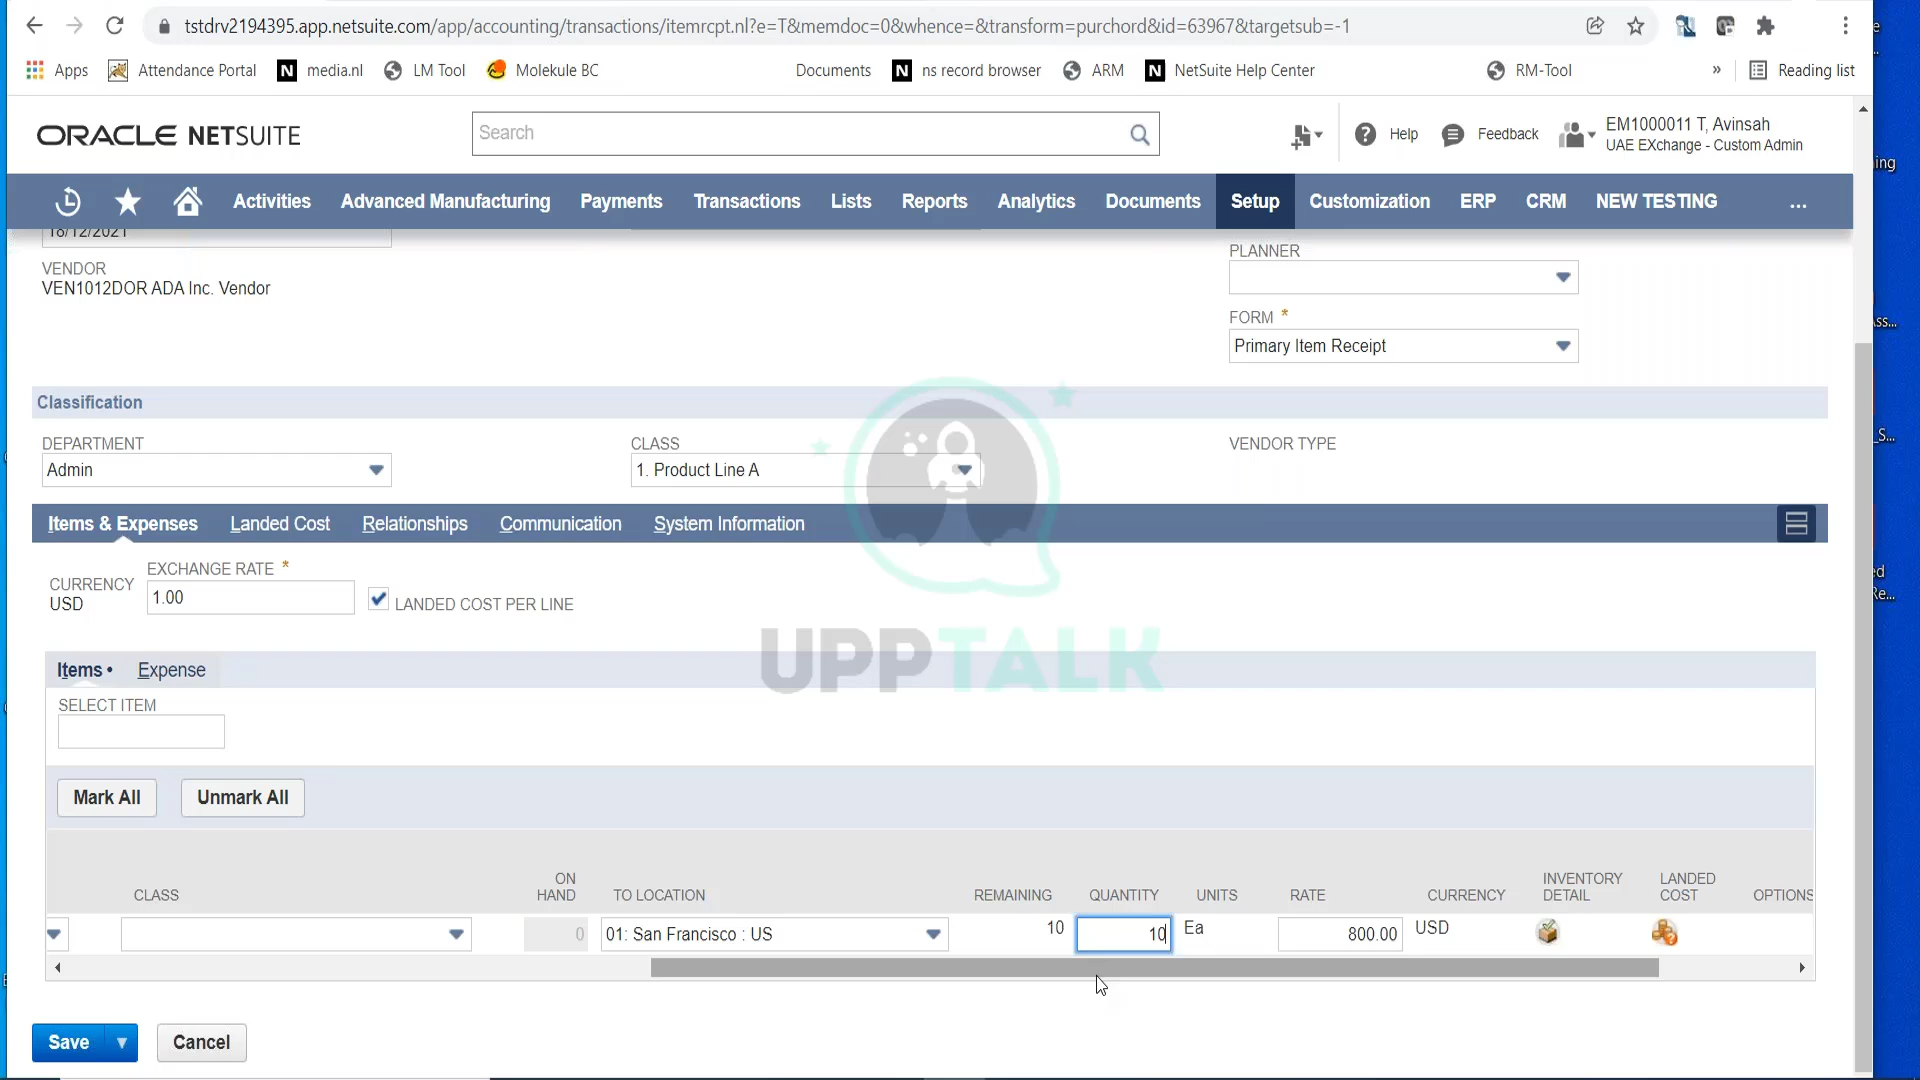 tstdrv2194395.app.netsuite.com/app/accounting/transactions/itemrcpt.nl?e=T&memdoc=0&whence=&transform=purchord&id=63967&targetsub=-1
Apps Attendance Portal media.nl LM Tool Molekule BC Documents ns record browser ARM NetSuite Help Center RM-Tool » Reading list
ORACLE NETSUITE
Search
Help
Feedback
EM1000011 T, Avinsah
UAE EXchange - Custom Admin
Activities Advanced Manufacturing Payments Transactions Lists Reports Analytics Documents Setup Customization ERP CRM NEW TESTING ...
18/12/2021
VENDOR
VEN1012DOR ADA Inc. Vendor
PLANNER
FORM *
Primary Item Receipt
Classification
DEPARTMENT
Admin
CLASS
1. Product Line A
VENDOR TYPE
Items & Expenses Landed Cost Relationships Communication System Information
CURRENCY
USD
EXCHANGE RATE *
1.00
LANDED COST PER LINE
UPPTALK
Items • Expense
SELECT ITEM
Mark All Unmark All
CLASS ON HAND TO LOCATION REMAINING QUANTITY UNITS RATE CURRENCY INVENTORY DETAIL LANDED COST OPTIONS
0 01: San Francisco : US 10 10 Ea 800.00 USD
Save Cancel